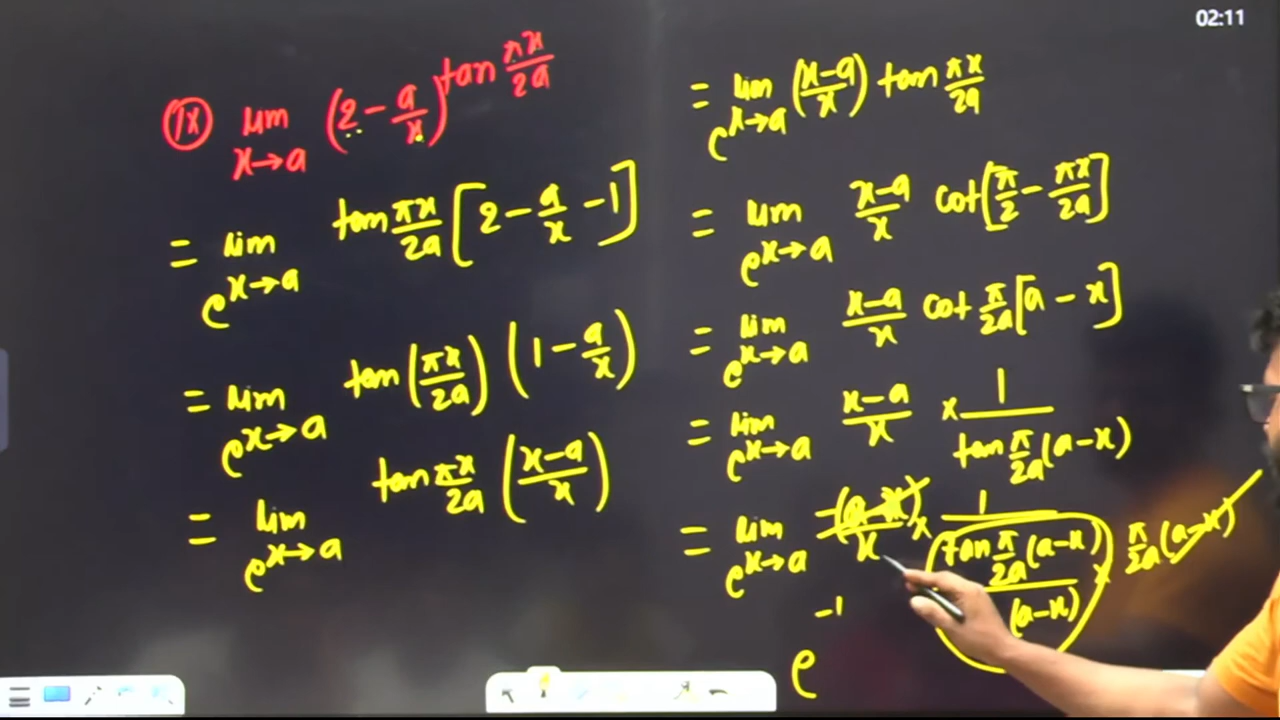 02:11
(ix) lim x→a (2 - a/x)^tan πx/2a
= e^lim x→a tan πx/2a [2 - a/x - 1]
= e^lim x→a tan(πx/2a) (1 - a/x)
= e^lim x→a tan πx/2a (x-a/x)
= e^lim x→a (x-a/x) tan πx/2a
= e^lim x→a x-a/x cot[π/2 - πx/2a]
= e^lim x→a x-a/x cot π/2a [a - x]
= e^lim x→a x-a/x × 1/tan π/2a (a-x)
= e^lim x→a -(a-x)/x × 1/tan π/2a (a-x)/(a-x) × π/2a (a-x)
e^-1